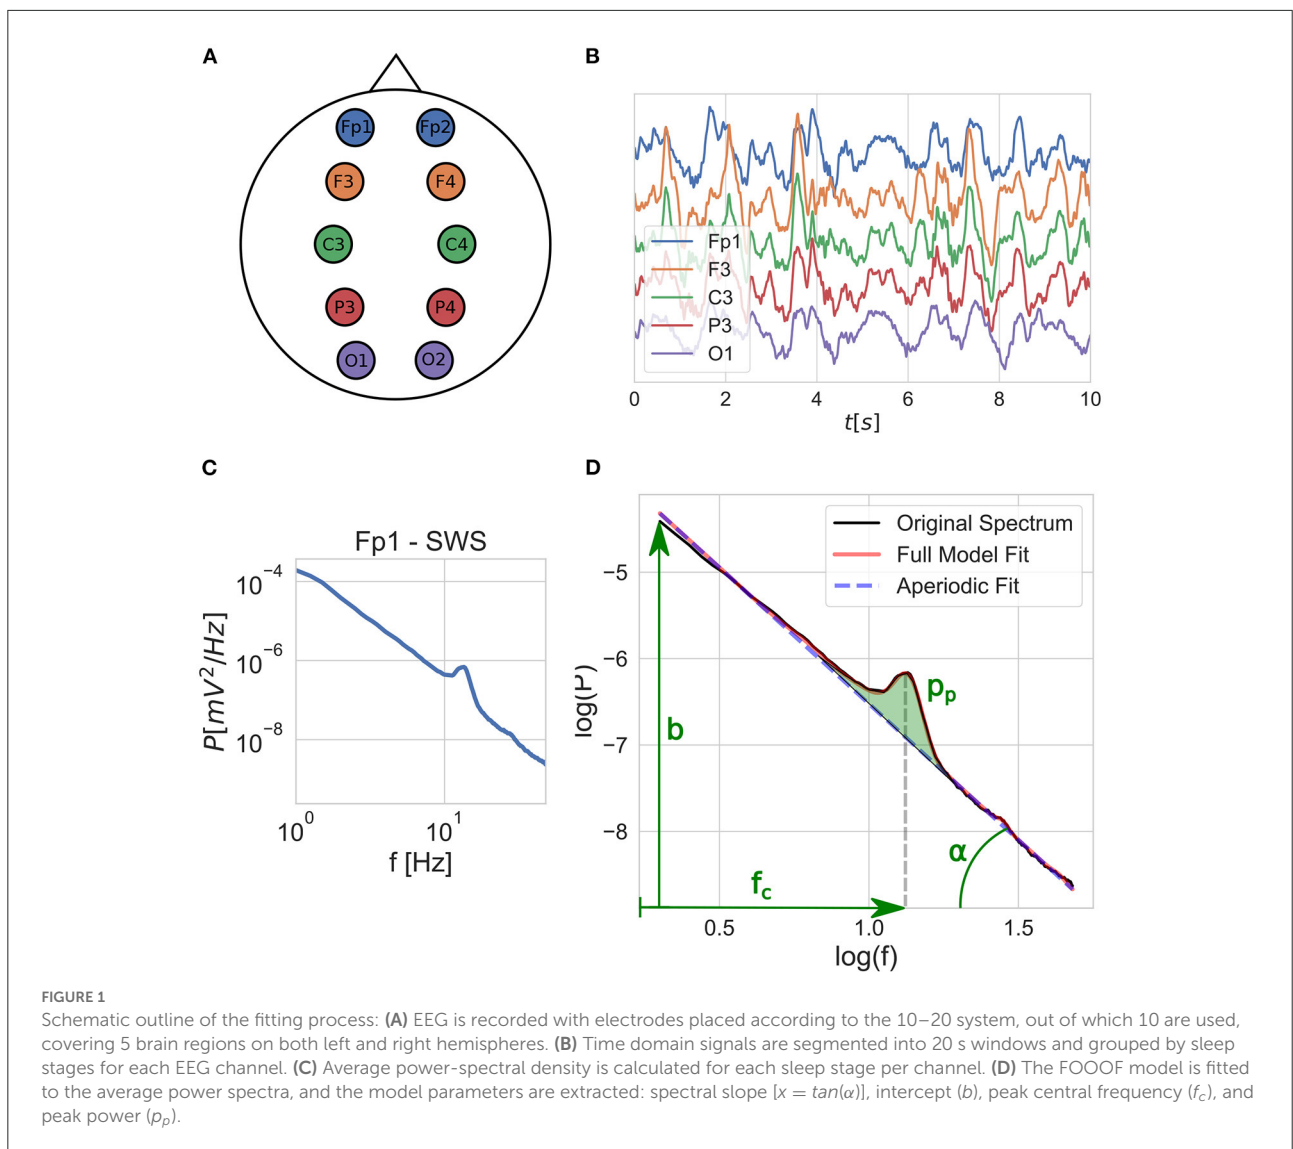 A
Fp1 Fp2
F3 F4
C3 C4
P3 P4
O1 O2
B
Fp1
F3
C3
P3
O1
0 2 4 6 8 10
t[s]
C
Fp1 - SWS
10⁻⁴
10⁻⁶
10⁻⁸
P[mV²/Hz]
10⁰ 10¹
f [Hz]
D
Original Spectrum
Full Model Fit
Aperiodic Fit
−5
−6
−7
−8
log(P)
b
pₚ
α
f_c
0.5 1.0 1.5
log(f)
FIGURE 1
Schematic outline of the fitting process: (A) EEG is recorded with electrodes placed according to the 10–20 system, out of which 10 are used,
covering 5 brain regions on both left and right hemispheres. (B) Time domain signals are segmented into 20 s windows and grouped by sleep
stages for each EEG channel. (C) Average power-spectral density is calculated for each sleep stage per channel. (D) The FOOOF model is fitted
to the average power spectra, and the model parameters are extracted: spectral slope [x = tan(α)], intercept (b), peak central frequency (f_c), and
peak power (pₚ).